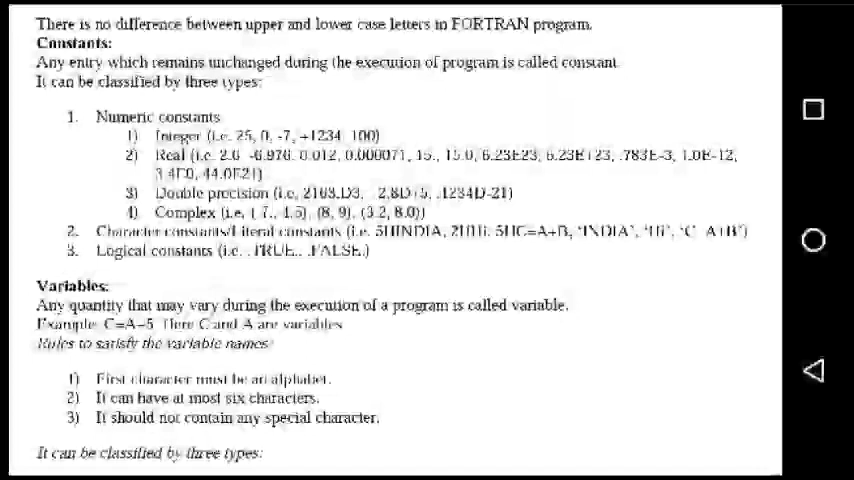 There is no difference between upper and lower case letters in FORTRAN program.
Constants:
Any entry which remains unchanged during the execution of program is called constant.
It can be classified by three types:
1. Numeric constants
1) Integer (i.e. 25, 0, -7, +1234, 100)
2) Real (i.e. 2.0 -6.976, 0.012, 0.000071, 15., 15.0, 6.23E23, 6.23E+23, .783E-3, 1.0E-12,
3.4E0, 44.0E21)
3) Double precision (i.e. 2163.D3, 2.8D+5, .1234D-21)
4) Complex (i.e. (8, 9), (3.2, 8.0))
2. Character constants/Literal constants (i.e. 5HINDIA, 2HHi, 5HC=A+B, 'INDIA', 'Hi',
3. Logical constants (i.e. .TRUE., .FALSE.)
Variables:
Any quantity that may vary during the execution of a program is called variable.
Example: Here C and A are variables
Rules to satisfy the variable names:
1) First character must be an alphabet.
2) It can have at most six characters.
3) It should not contain any special character.
It can be classified by three types: